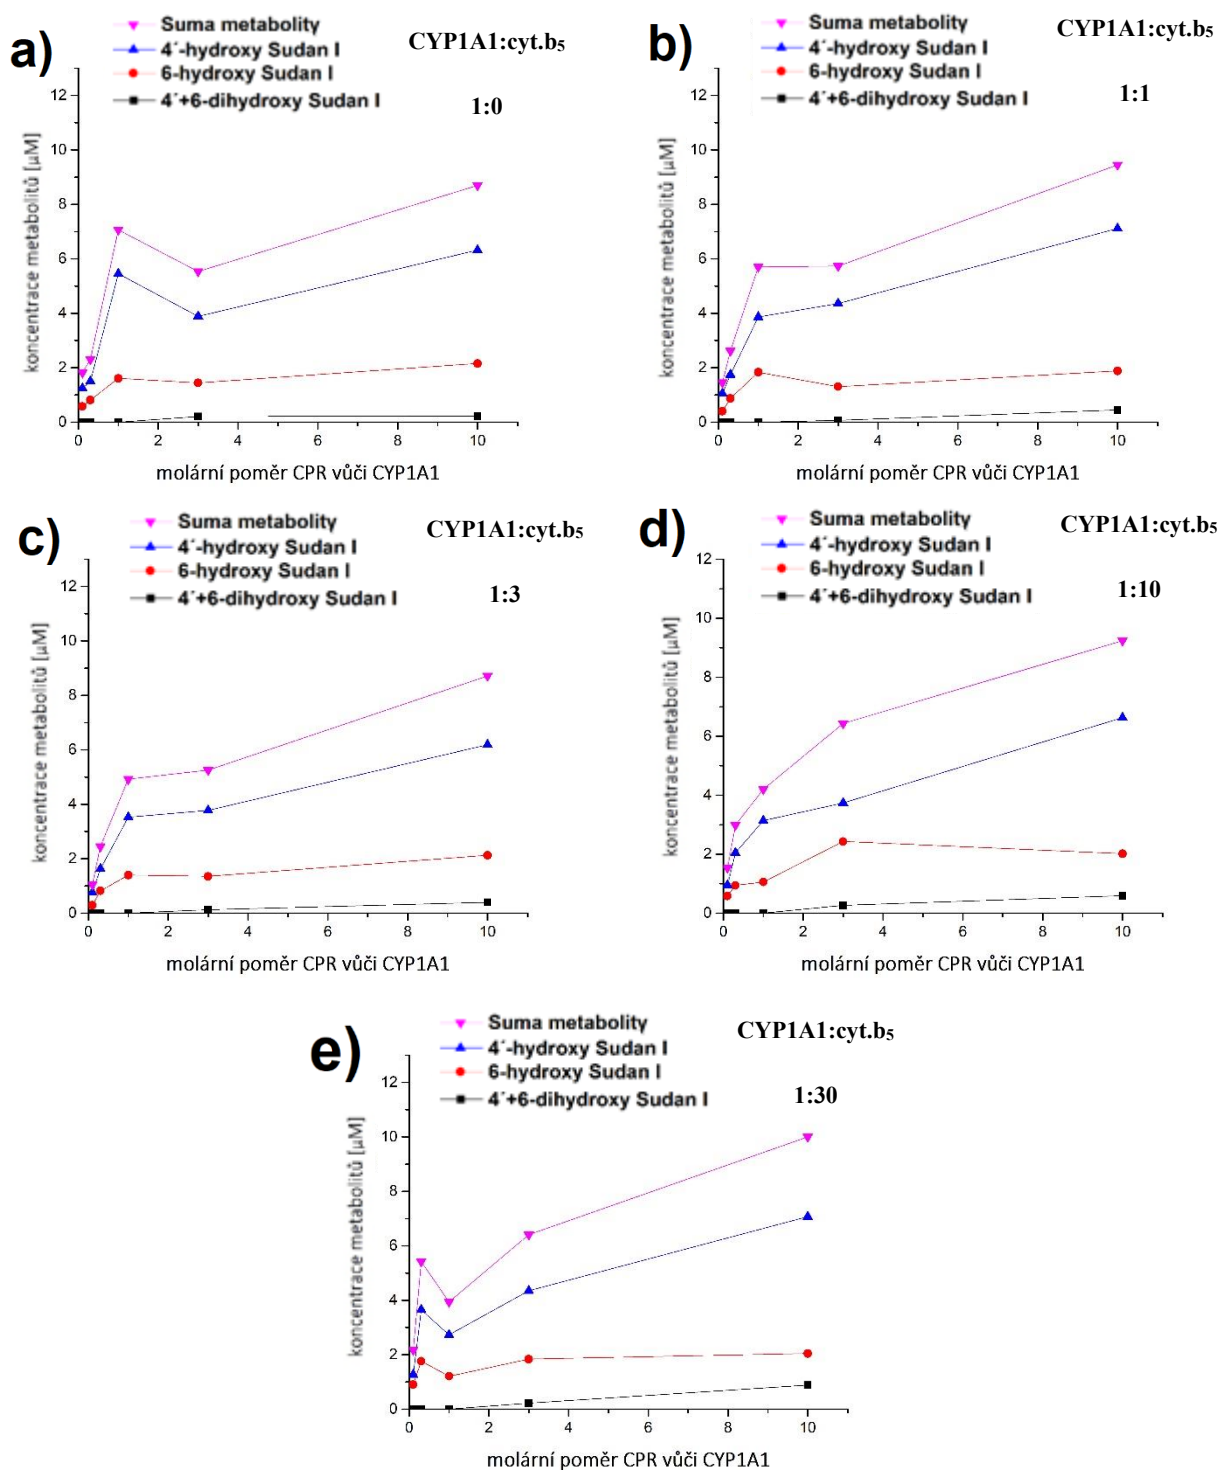 a)
Suma metabolity
4´-hydroxy Sudan I
6-hydroxy Sudan I
4´+6-dihydroxy Sudan I
CYP1A1:cyt.b₅
1:0
koncentrace metabolitů [µM]
12
10
8
6
4
2
0
0 2 4 6 8 10
molární poměr CPR vůči CYP1A1
b)
Suma metabolity
4´-hydroxy Sudan I
6-hydroxy Sudan I
4´+6-dihydroxy Sudan I
CYP1A1:cyt.b₅
1:1
koncentrace metabolitů [µM]
12
10
8
6
4
2
0
0 2 4 6 8 10
molární poměr CPR vůči CYP1A1
c)
Suma metabolity
4´-hydroxy Sudan I
6-hydroxy Sudan I
4´+6-dihydroxy Sudan I
CYP1A1:cyt.b₅
1:3
koncentrace metabolitů [µM]
12
10
8
6
4
2
0
0 2 4 6 8 10
molární poměr CPR vůči CYP1A1
d)
Suma metabolity
4´-hydroxy Sudan I
6-hydroxy Sudan I
4´+6-dihydroxy Sudan I
CYP1A1:cyt.b₅
1:10
koncentrace metabolitů [µM]
12
10
8
6
4
2
0
0 2 4 6 8 10
molární poměr CPR vůči CYP1A1
e)
Suma metabolity
4´-hydroxy Sudan I
6-hydroxy Sudan I
4´+6-dihydroxy Sudan I
CYP1A1:cyt.b₅
1:30
koncentrace metabolitů [µM]
12
10
8
6
4
2
0
0 2 4 6 8 10
molární poměr CPR vůči CYP1A1